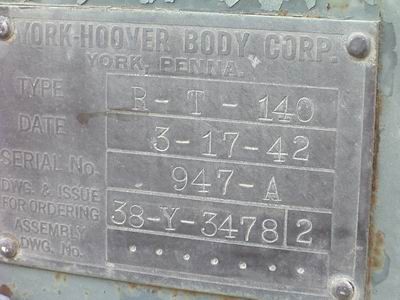 YORK-HOOVER BODY CORP.
YORK, PENNA.
TYPE R-T-140
DATE 3-17-42
SERIAL NO. 947-A
DWG. & ISSUE
FOR ORDERING 38-Y-3478 2
ASSEMBLY
DWG. NO. .......